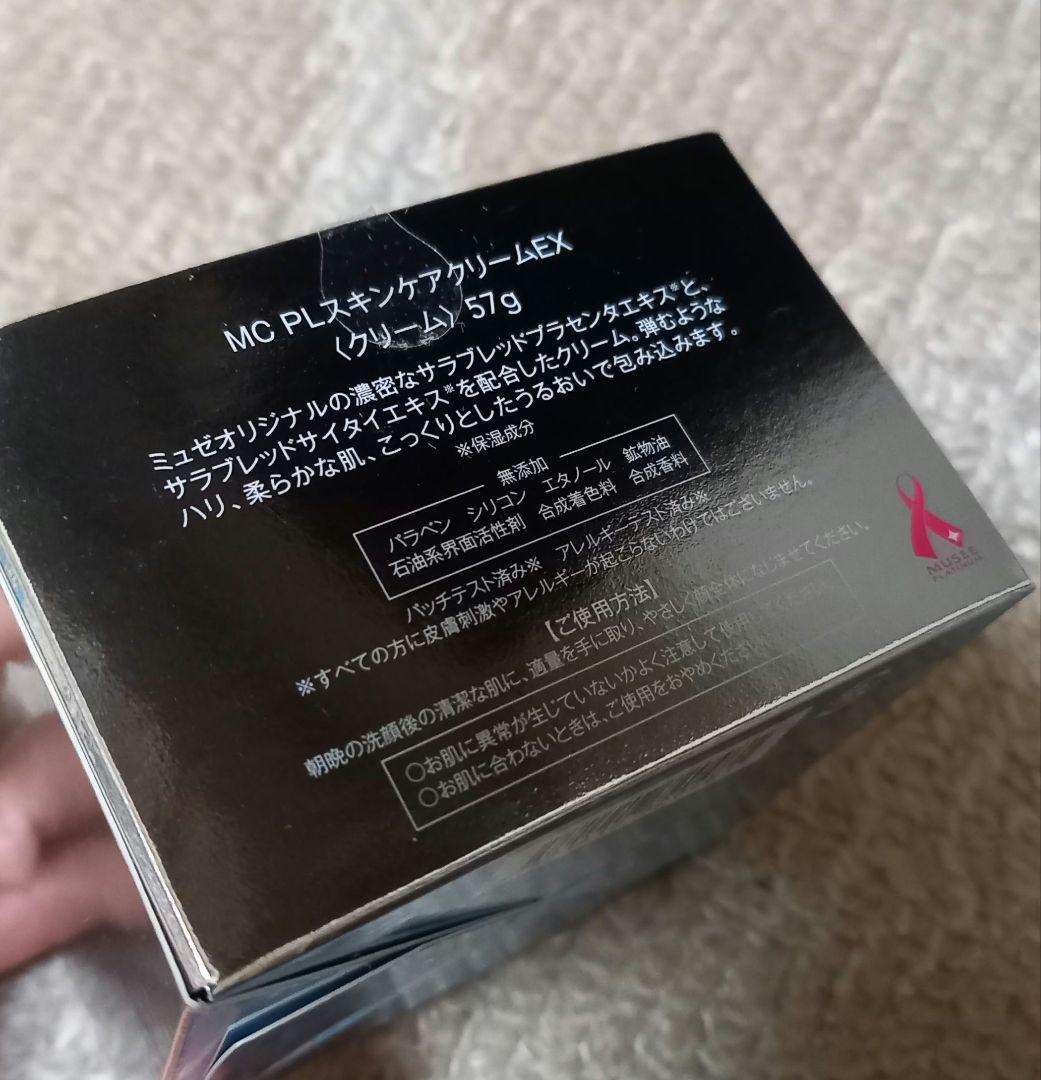 MC PLスキンケアクリームEX
〈クリーム〉 57g
ミュゼオリジナルの濃密なサラブレッドプラセンタエキス※と、
サラブレッドサイタイエキス※を配合したクリーム。弾むような
ハリ、柔らかな肌、こっくりとしたうるおいで包み込みます。
※保湿成分
無添加
パラベン シリコン エタノール 鉱物油
石油系界面活性剤 合成着色料 合成香料
パッチテスト済み※ アレルギーテスト済み※
※すべての方に皮膚刺激やアレルギーが起こらないわけではございません。
【ご使用方法】
朝晩の洗顔後の清潔な肌に、適量を手に取り、やさしく顔全体になじませてください。
○お肌に異常が生じていないかよく注意して使用してください。
○お肌に合わないときは、ご使用をおやめください。
MUSEE
PLATINUM